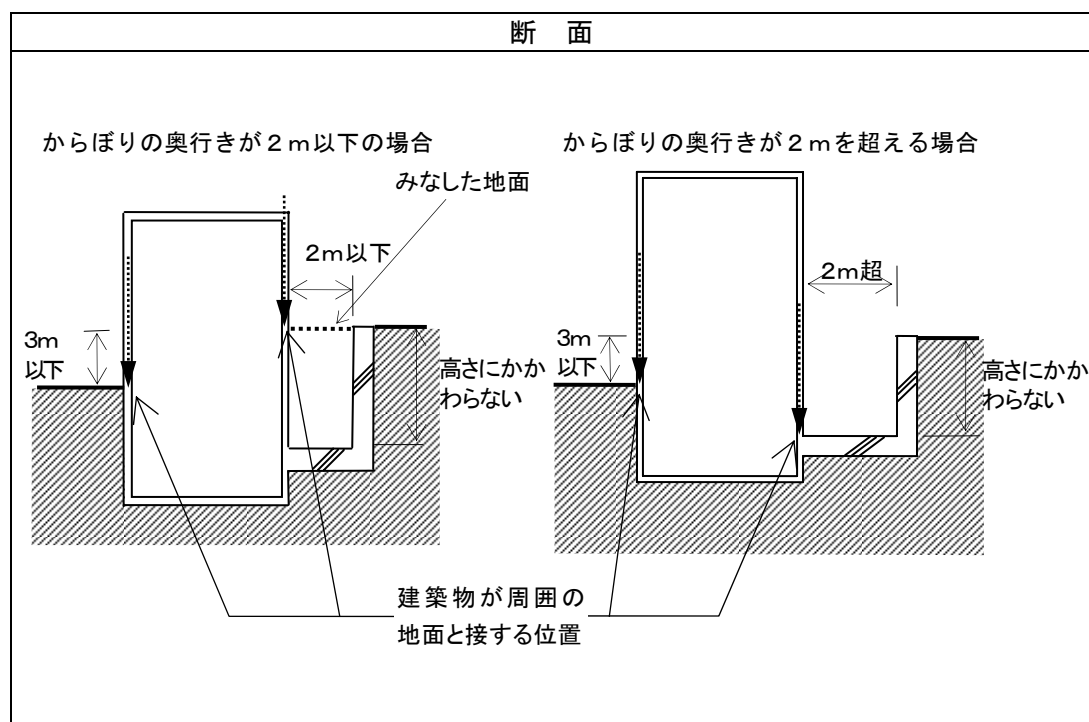 断　面
からぼりの奥行きが２ｍ以下の場合
からぼりの奥行きが２ｍを超える場合
みなした地面
２ｍ以下
２ｍ超
３ｍ
以下
高さにかか
わらない
３ｍ
以下
高さにかか
わらない
建築物が周囲の
地面と接する位置